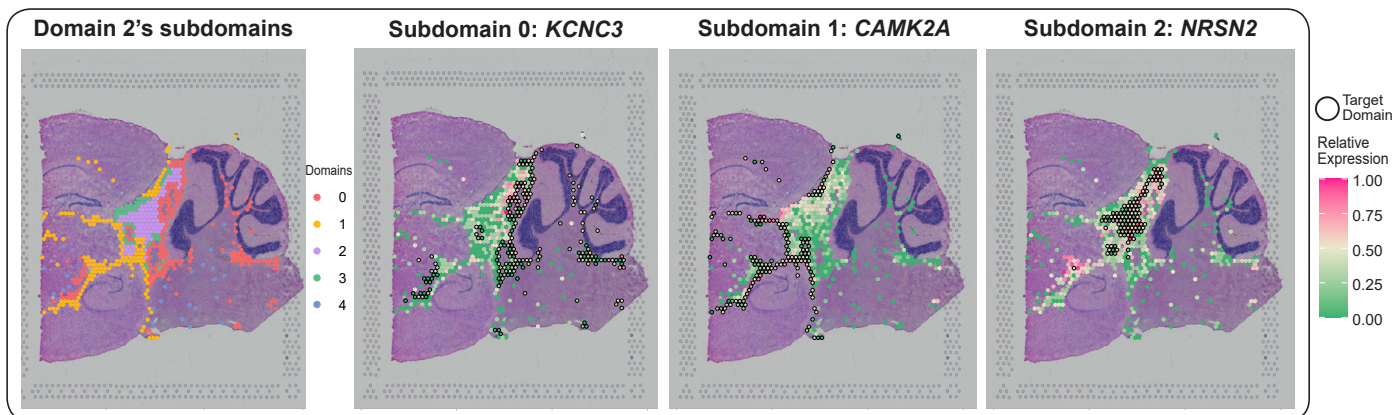 Domain 2's subdomains
Domains
0
1
2
3
4
Subdomain 0: KCNC3
Subdomain 1: CAMK2A
Subdomain 2: NRSN2
Target
Domain
Relative
Expression
1.00
0.75
0.50
0.25
0.00